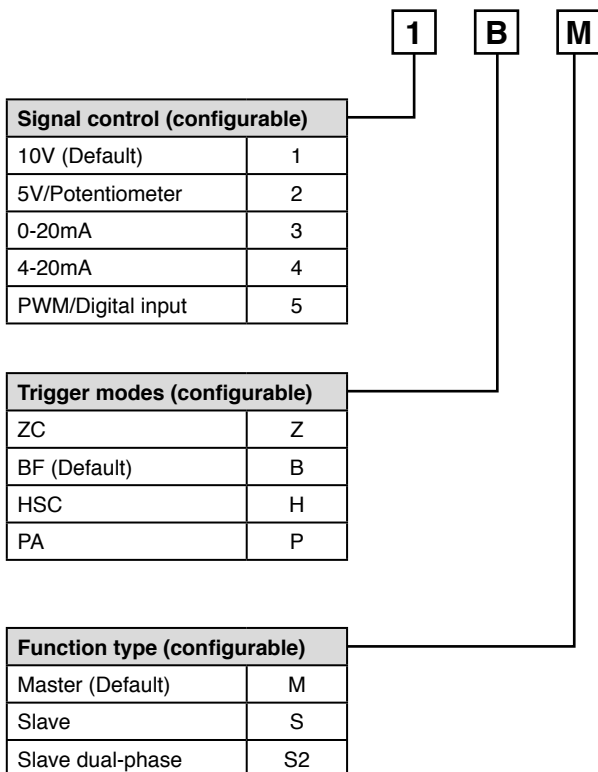 1 B M
Signal control (configurable)
10V (Default) 1
5V/Potentiometer 2
0-20mA 3
4-20mA 4
PWM/Digital input 5
Trigger modes (configurable)
ZC Z
BF (Default) B
HSC H
PA P
Function type (configurable)
Master (Default) M
Slave S
Slave dual-phase S2